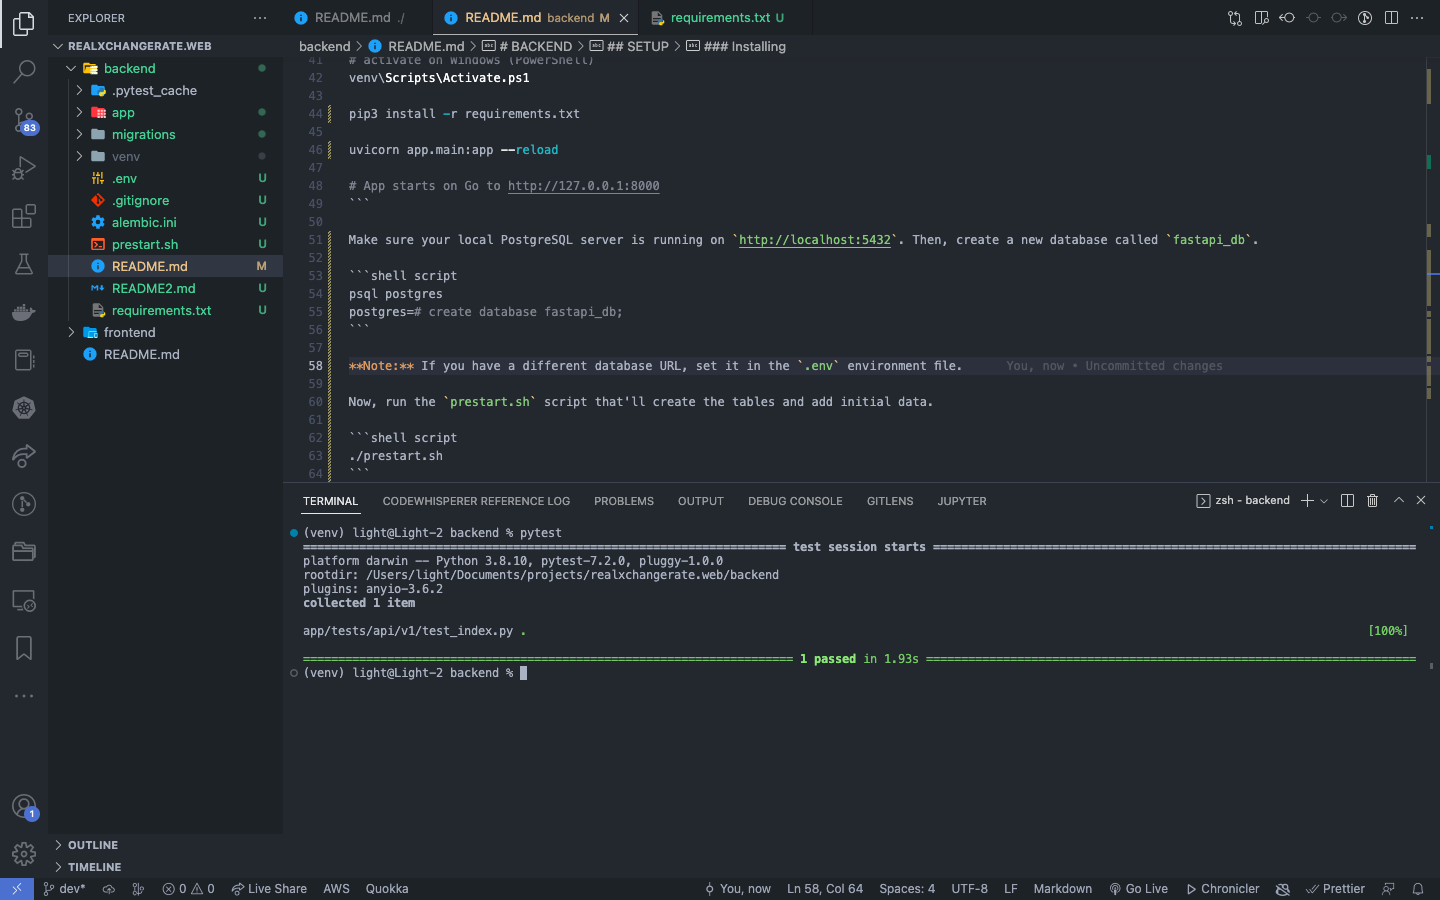 EXPLORER
README.md ./
README.md backend M
requirements.txt U
REALXCHANGERATE.WEB
backend
.pytest_cache
app
migrations
venv
.env U
.gitignore U
alembic.ini U
prestart.sh U
README.md M
README2.md U
requirements.txt U
frontend
README.md
OUTLINE
TIMELINE
83
1
backend > README.md > # BACKEND > ## SETUP > ### Installing
41 # activate on Windows (PowerShell)
42 venv\Scripts\Activate.ps1
43
44 pip3 install -r requirements.txt
45
46 uvicorn app.main:app --reload
47
48 # App starts on Go to http://127.0.0.1:8000
49 ```
50
51 Make sure your local PostgreSQL server is running on `http://localhost:5432`. Then, create a new database called `fastapi_db`.
52
53 ```shell script
54 psql postgres
55 postgres=# create database fastapi_db;
56 ```
57
58 **Note:** If you have a different database URL, set it in the `.env` environment file. You, now • Uncommitted changes
59
60 Now, run the `prestart.sh` script that'll create the tables and add initial data.
61
62 ```shell script
63 ./prestart.sh
64 ```
TERMINAL CODEWHISPERER REFERENCE LOG PROBLEMS OUTPUT DEBUG CONSOLE GITLENS JUPYTER zsh - backend
(venv) light@Light-2 backend % pytest
test session starts
platform darwin -- Python 3.8.10, pytest-7.2.0, pluggy-1.0.0
rootdir: /Users/light/Documents/projects/realxchangerate.web/backend
plugins: anyio-3.6.2
collected 1 item
app/tests/api/v1/test_index.py . [100%]
1 passed in 1.93s
(venv) light@Light-2 backend %
dev* 0 0 Live Share AWS Quokka You, now Ln 58, Col 64 Spaces: 4 UTF-8 LF Markdown Go Live Chronicler Prettier